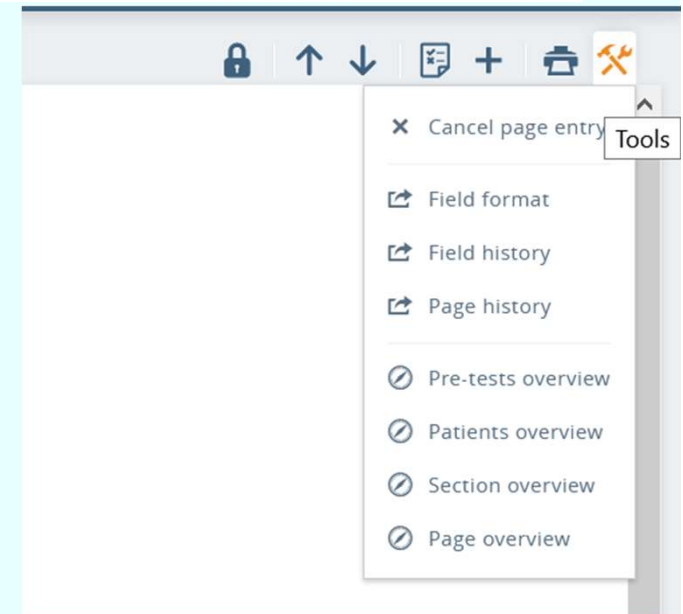 Cancel page entry
Tools
Field format
Field history
Page history
Pre-tests overview
Patients overview
Section overview
Page overview